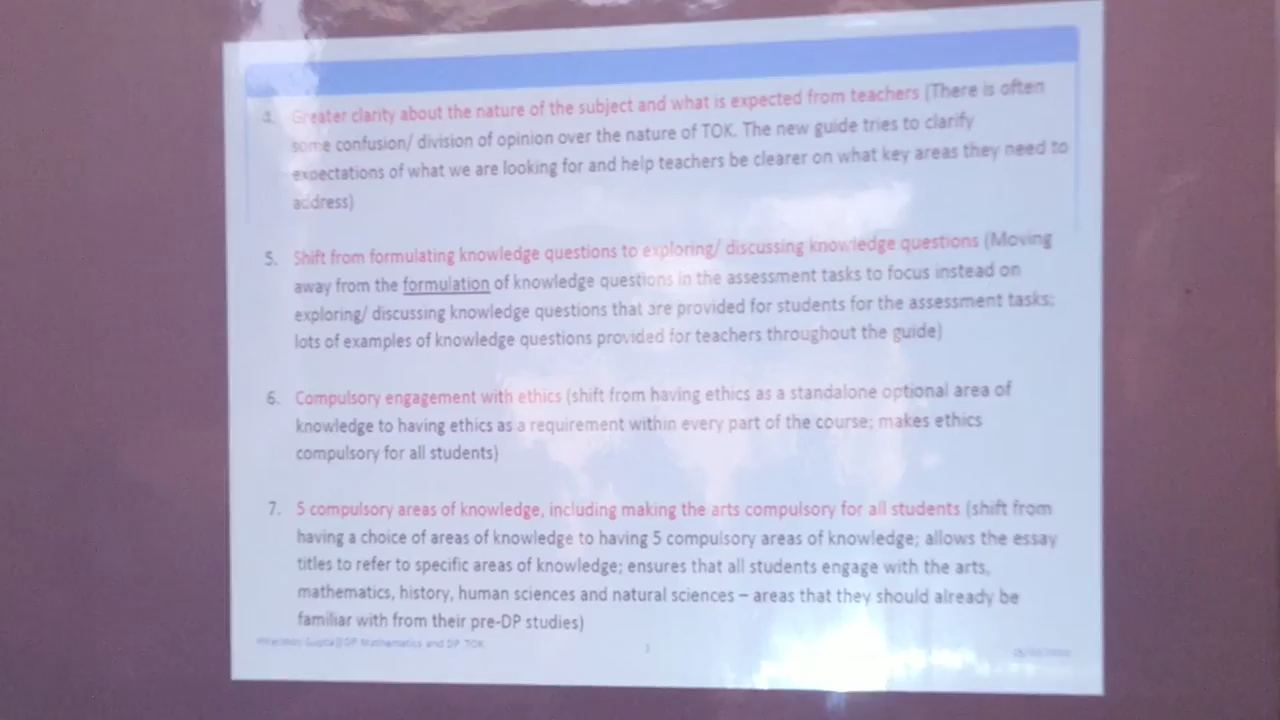 4. Greater clarity about the nature of the subject and what is expected from teachers (There is often
some confusion/ division of opinion over the nature of TOK. The new guide tries to clarify
expectations of what we are looking for and help teachers be clearer on what key areas they need to
address)
5. Shift from formulating knowledge questions to exploring/ discussing knowledge questions (Moving
away from the formulation of knowledge questions in the assessment tasks to focus instead on
exploring/ discussing knowledge questions that are provided for students for the assessment tasks;
lots of examples of knowledge questions provided for teachers throughout the guide)
6. Compulsory engagement with ethics (shift from having ethics as a standalone optional area of
knowledge to having ethics as a requirement within every part of the course; makes ethics
compulsory for all students)
7. 5 compulsory areas of knowledge, including making the arts compulsory for all students (shift from
having a choice of areas of knowledge to having 5 compulsory areas of knowledge; allows the essay
titles to refer to specific areas of knowledge; ensures that all students engage with the arts,
mathematics, history, human sciences and natural sciences – areas that they should already be
familiar with from their pre-DP studies)
Gupta|| DP Mathematics and DP TOK